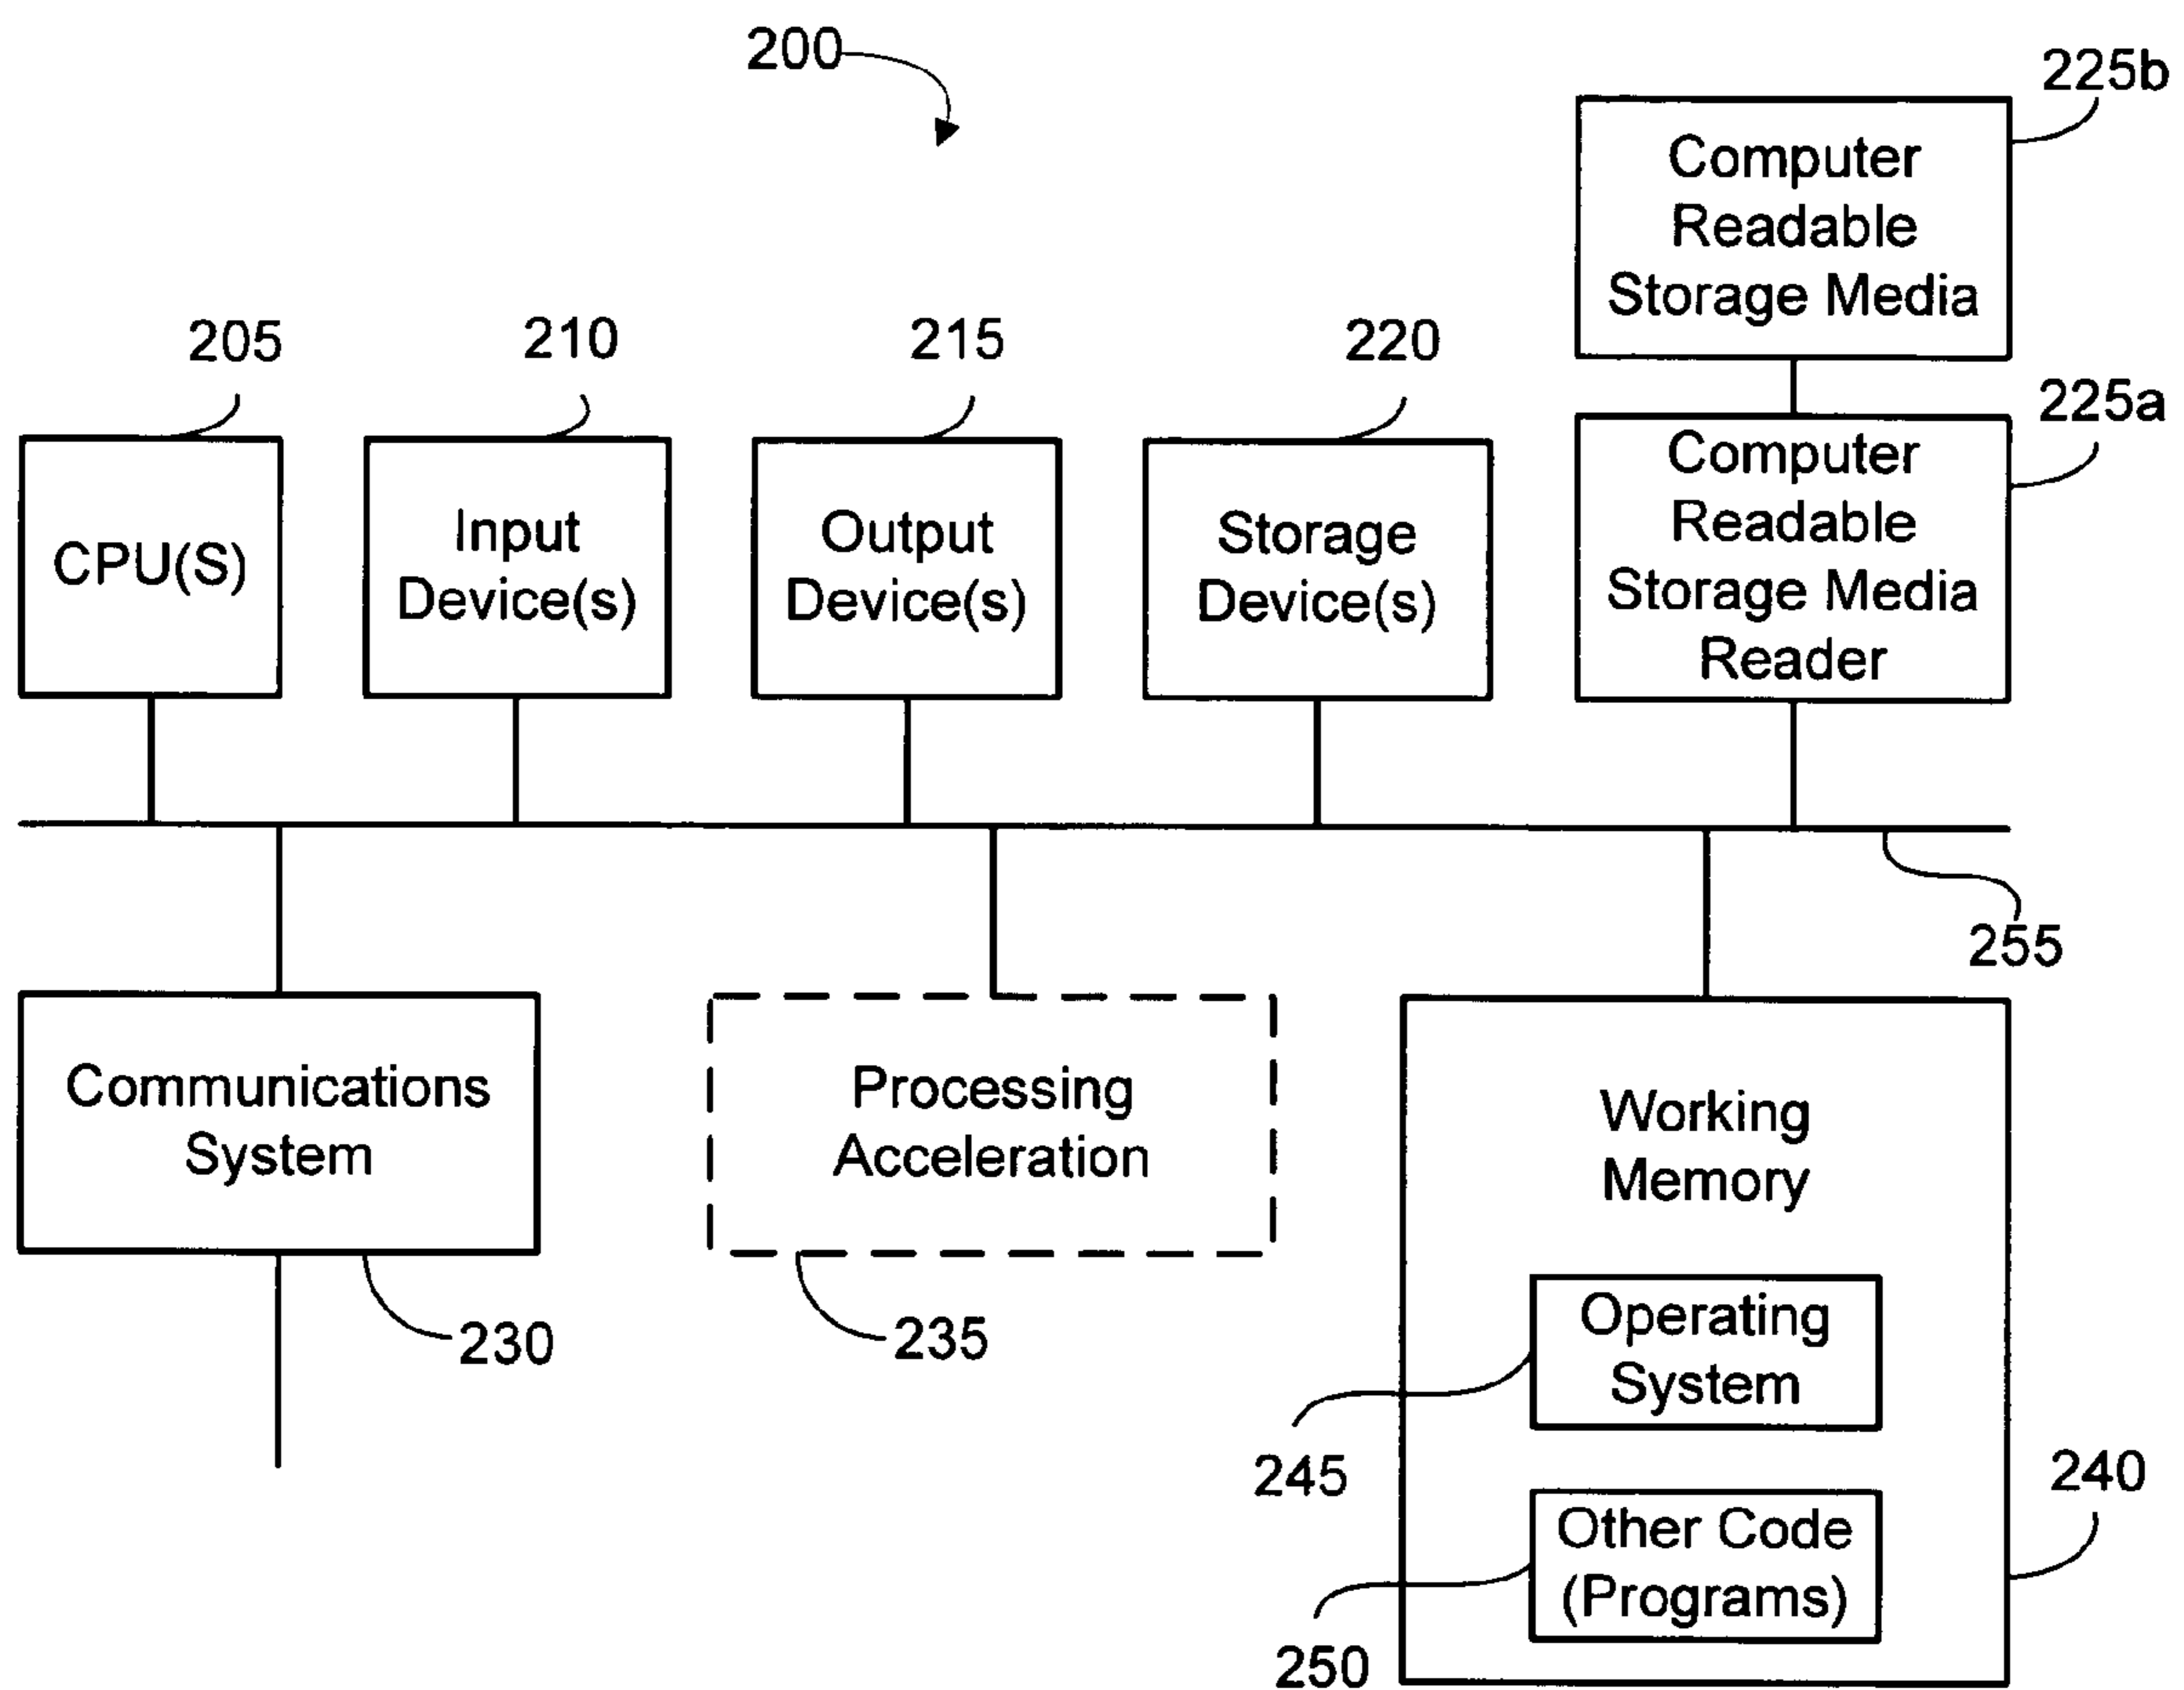 200
225b
Computer
Readable
Storage Media
205
210
215
220
225a
CPU(S)
Input
Device(s)
Output
Device(s)
Storage
Device(s)
Computer
Readable
Storage Media
Reader
255
Communications
System
230
Processing
Acceleration
235
Working
Memory
Operating
System
245
240
Other Code
(Programs)
250